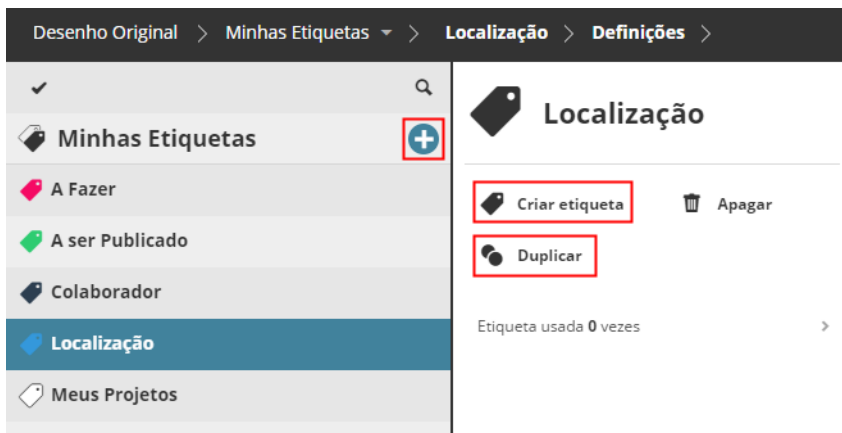 Desenho Original > Minhas Etiquetas > Localização > Definições >
Minhas Etiquetas
A Fazer
A ser Publicado
Colaborador
Localização
Meus Projetos
Localização
Criar etiqueta
Apagar
Duplicar
Etiqueta usada 0 vezes